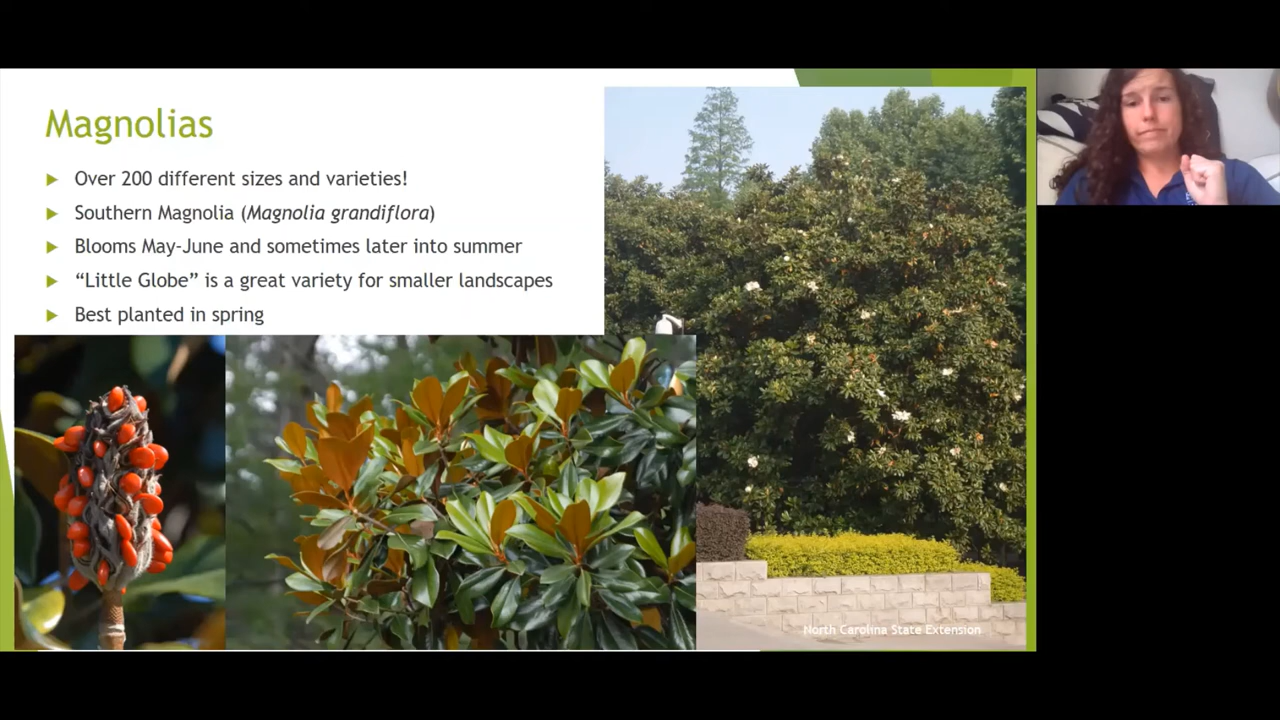 Magnolias
Over 200 different sizes and varieties!
Southern Magnolia (Magnolia grandiflora)
Blooms May-June and sometimes later into summer
“Little Globe” is a great variety for smaller landscapes
Best planted in spring
North Carolina State Extension